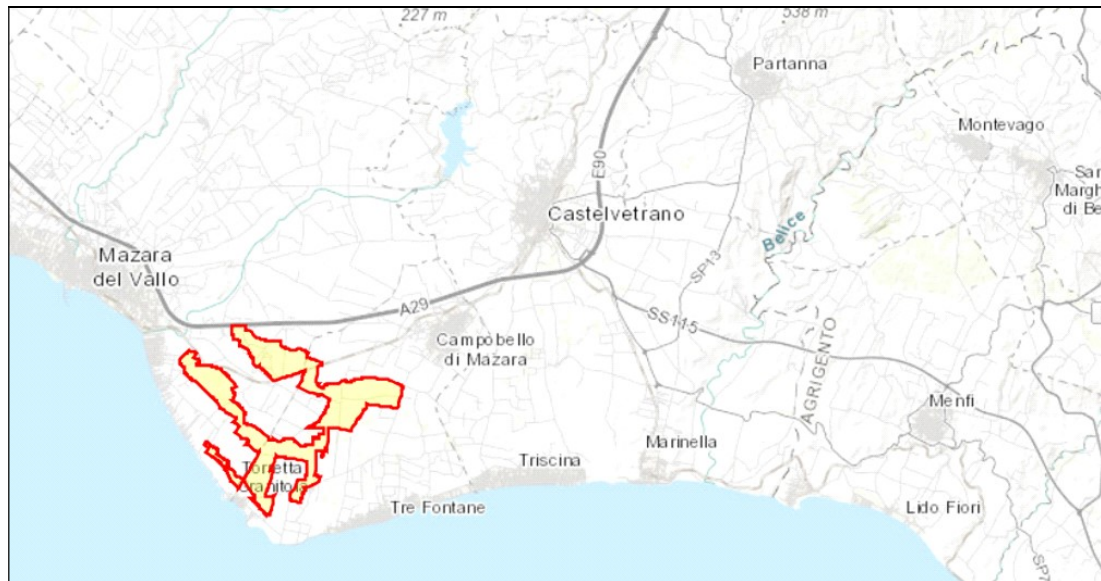 227 m
538 m
Partanna
Montevago
San
Margh
di Be
E90
Castelvetrano
Belice
Mazara
del Vallo
SP13
A29
SS115
Campobello
di Mazara
AGRIGENTO
Menfi
Marinella
Torretta
Granitola
Triscina
Tre Fontane
Lido Fiori